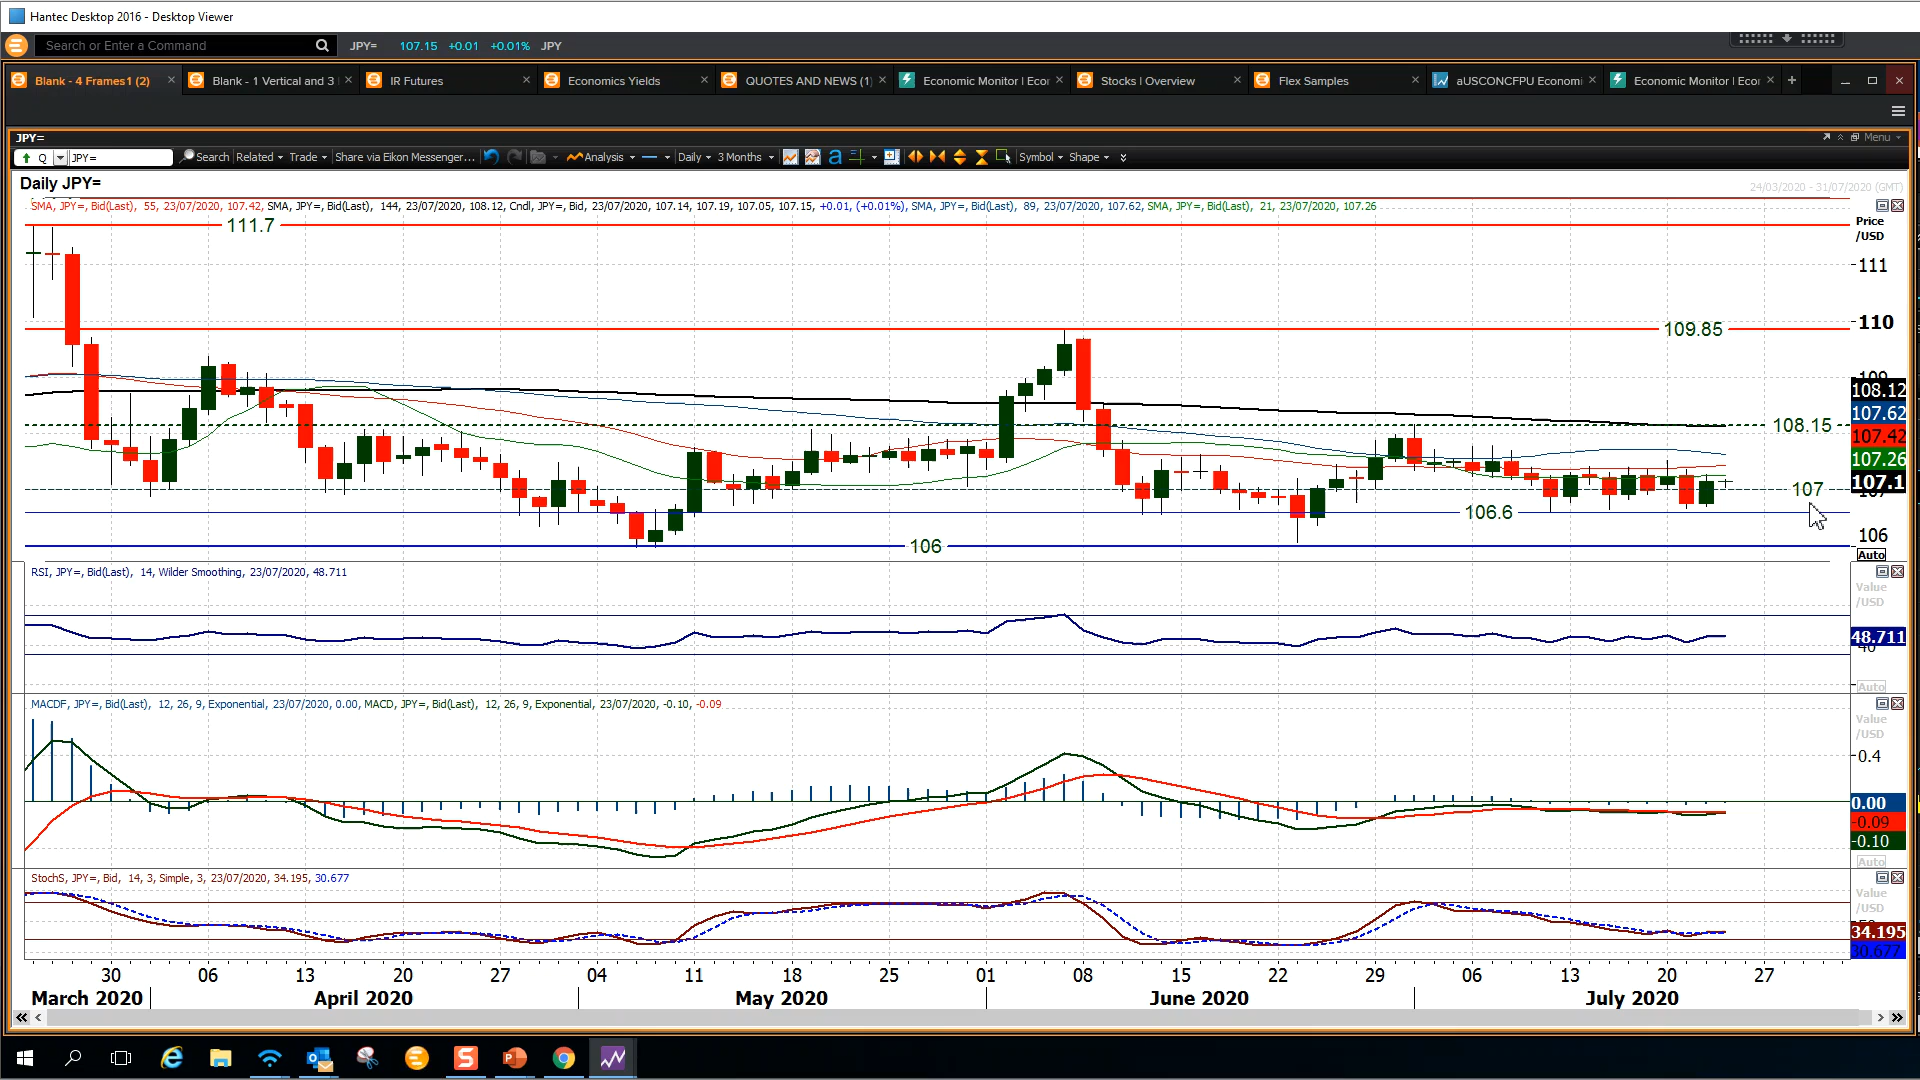 Hantec Desktop 2016 - Desktop Viewer
Search or Enter a Command JPY= 107.15 +0.01 +0.01% JPY
Blank - 4 Frames1 (2) Blank - 1 Vertical and 3 IR Futures Economics Yields QUOTES AND NEWS (1) Economic Monitor | Ecor Stocks | Overview Flex Samples aUSCONCFPU Economi Economic Monitor | Ecor
JPY= Menu
Q JPY= Search Related Trade Share via Eikon Messenger... Analysis Daily 3 Months a Symbol Shape
Daily JPY=
24/03/2020 - 31/07/2020 (GMT)
SMA, JPY=, Bid(Last), 55, 23/07/2020, 107.42, SMA, JPY=, Bid(Last), 144, 23/07/2020, 108.12, Cndl, JPY=, Bid, 23/07/2020, 107.14, 107.19, 107.05, 107.15, +0.01, (+0.01%), SMA, JPY=, Bid(Last), 89, 23/07/2020, 107.62, SMA, JPY=, Bid(Last), 21, 23/07/2020, 107.26
Price
/USD
111.7
111
110
109.85
109
108.12
107.62
108.15
107.42
107.26
107.1
107
106.6
106
106
Auto
RSI, JPY=, Bid(Last), 14, Wilder Smoothing, 23/07/2020, 48.711
Value
/USD
48.711
40
Auto
MACDF, JPY=, Bid(Last), 12, 26, 9, Exponential, 23/07/2020, 0.00, MACD, JPY=, Bid(Last), 12, 26, 9, Exponential, 23/07/2020, -0.10, -0.09
Value
/USD
0.4
0.00
-0.09
-0.10
Auto
StochS, JPY=, Bid, 14, 3, Simple, 3, 23/07/2020, 34.195, 30.677
Value
/USD
34.195
30.677
30 06 13 20 27 04 11 18 25 01 08 15 22 29 06 13 20 27
March 2020 April 2020 May 2020 June 2020 July 2020